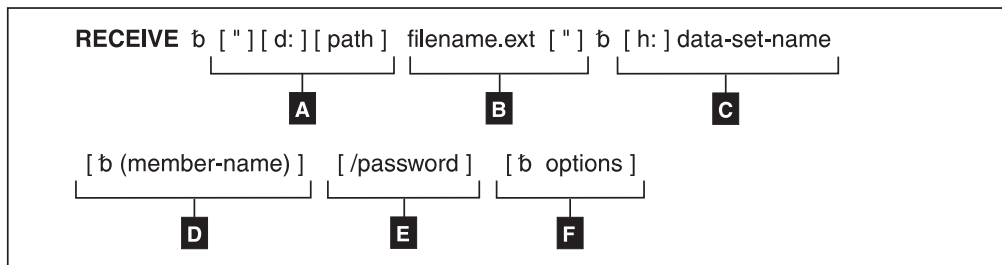 RECEIVE ƀ [ " ] [ d: ] [ path ] filename.ext [ " ] ƀ [ h: ] data-set-name
A B C
[ ƀ (member-name) ] [ /password ] [ ƀ options ]
D E F